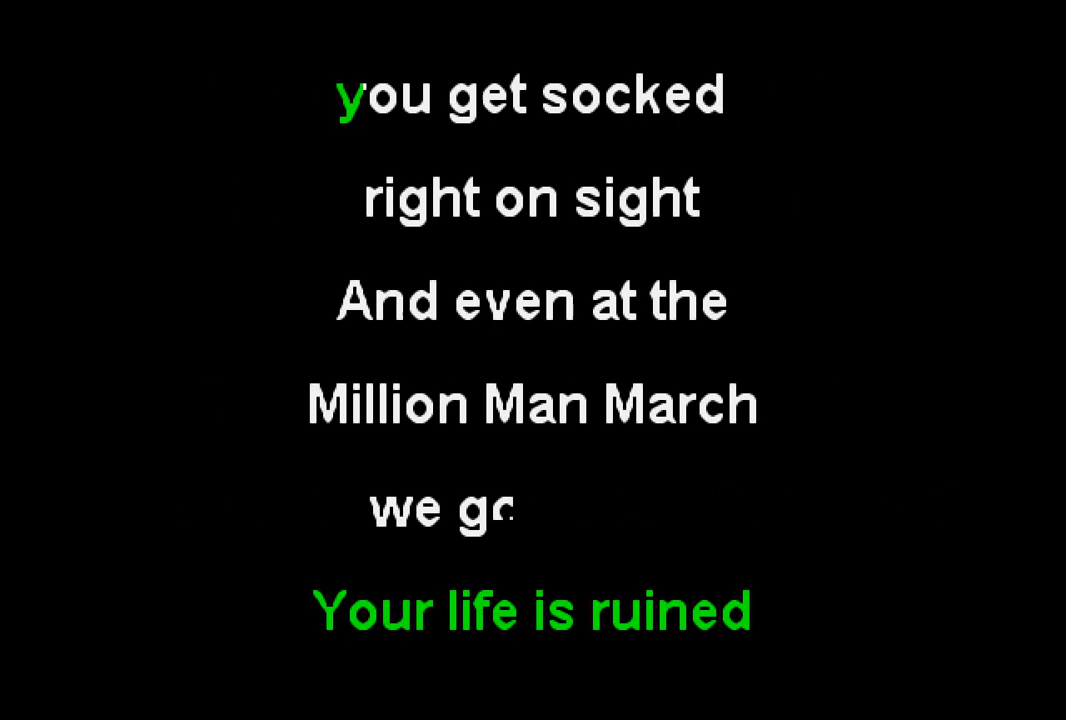 you get socked
right on sight
And even at the
Million Man March
we
Your life is ruined